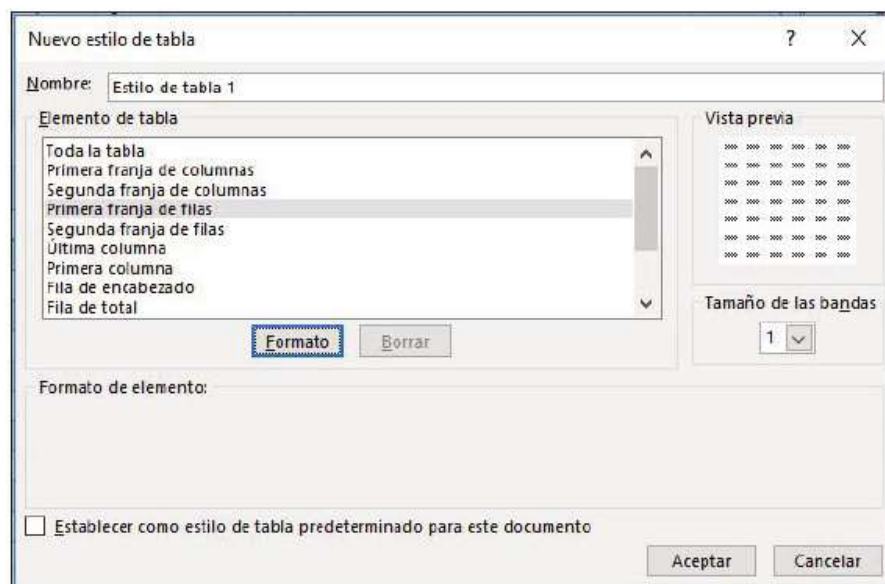 Nuevo estilo de tabla
Nombre: Estilo de tabla 1
Elemento de tabla
Toda la tabla
Primera franja de columnas
Segunda franja de columnas
Primera franja de filas
Segunda franja de filas
Última columna
Primera columna
Fila de encabezado
Fila de total
Formato
Borrar
Vista previa
Tamaño de las bandas
1
Formato de elemento:
Establecer como estilo de tabla predeterminado para este documento
Aceptar
Cancelar